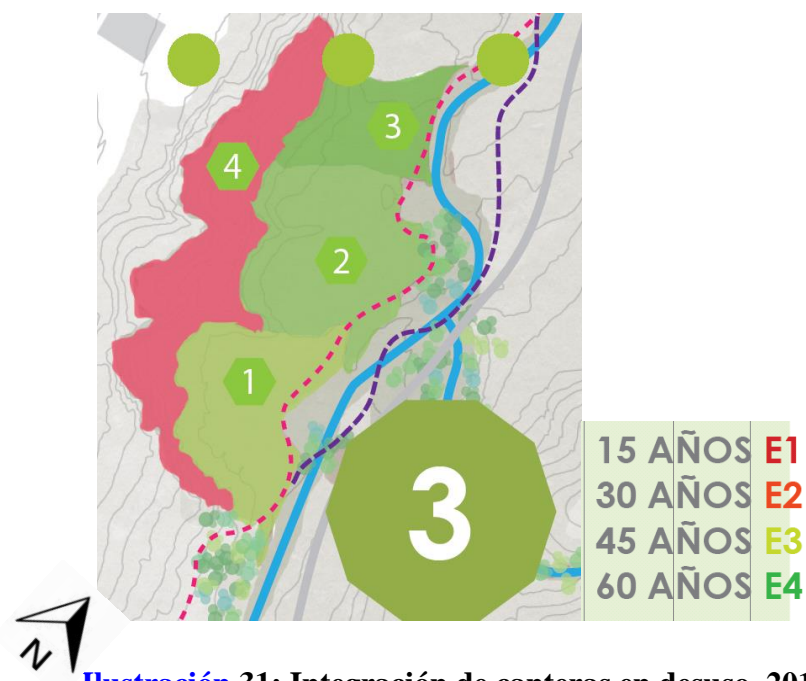 4
3
2
1
3
15 AÑOS E1
30 AÑOS E2
45 AÑOS E3
60 AÑOS E4
N
Ilustración 31: Integración de canteras en desuso, 201